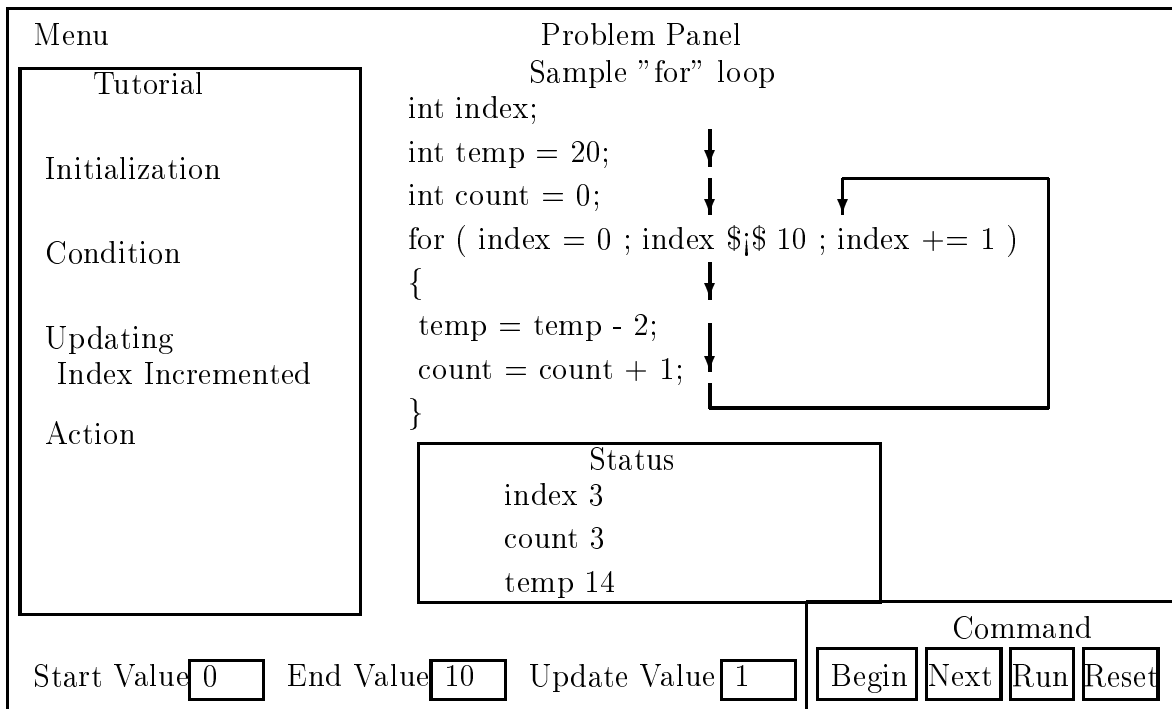 Menu
Problem Panel
Sample "for" loop
Tutorial
Initialization
Condition
Updating
Index Incremented
Action
int index;
int temp = 20;
int count = 0;
for ( index = 0 ; index $¡$ 10 ; index += 1 )
{
temp = temp - 2;
count = count + 1;
}
Status
index 3
count 3
temp 14
Start Value 0 End Value 10 Update Value 1
Command
Begin Next Run Reset